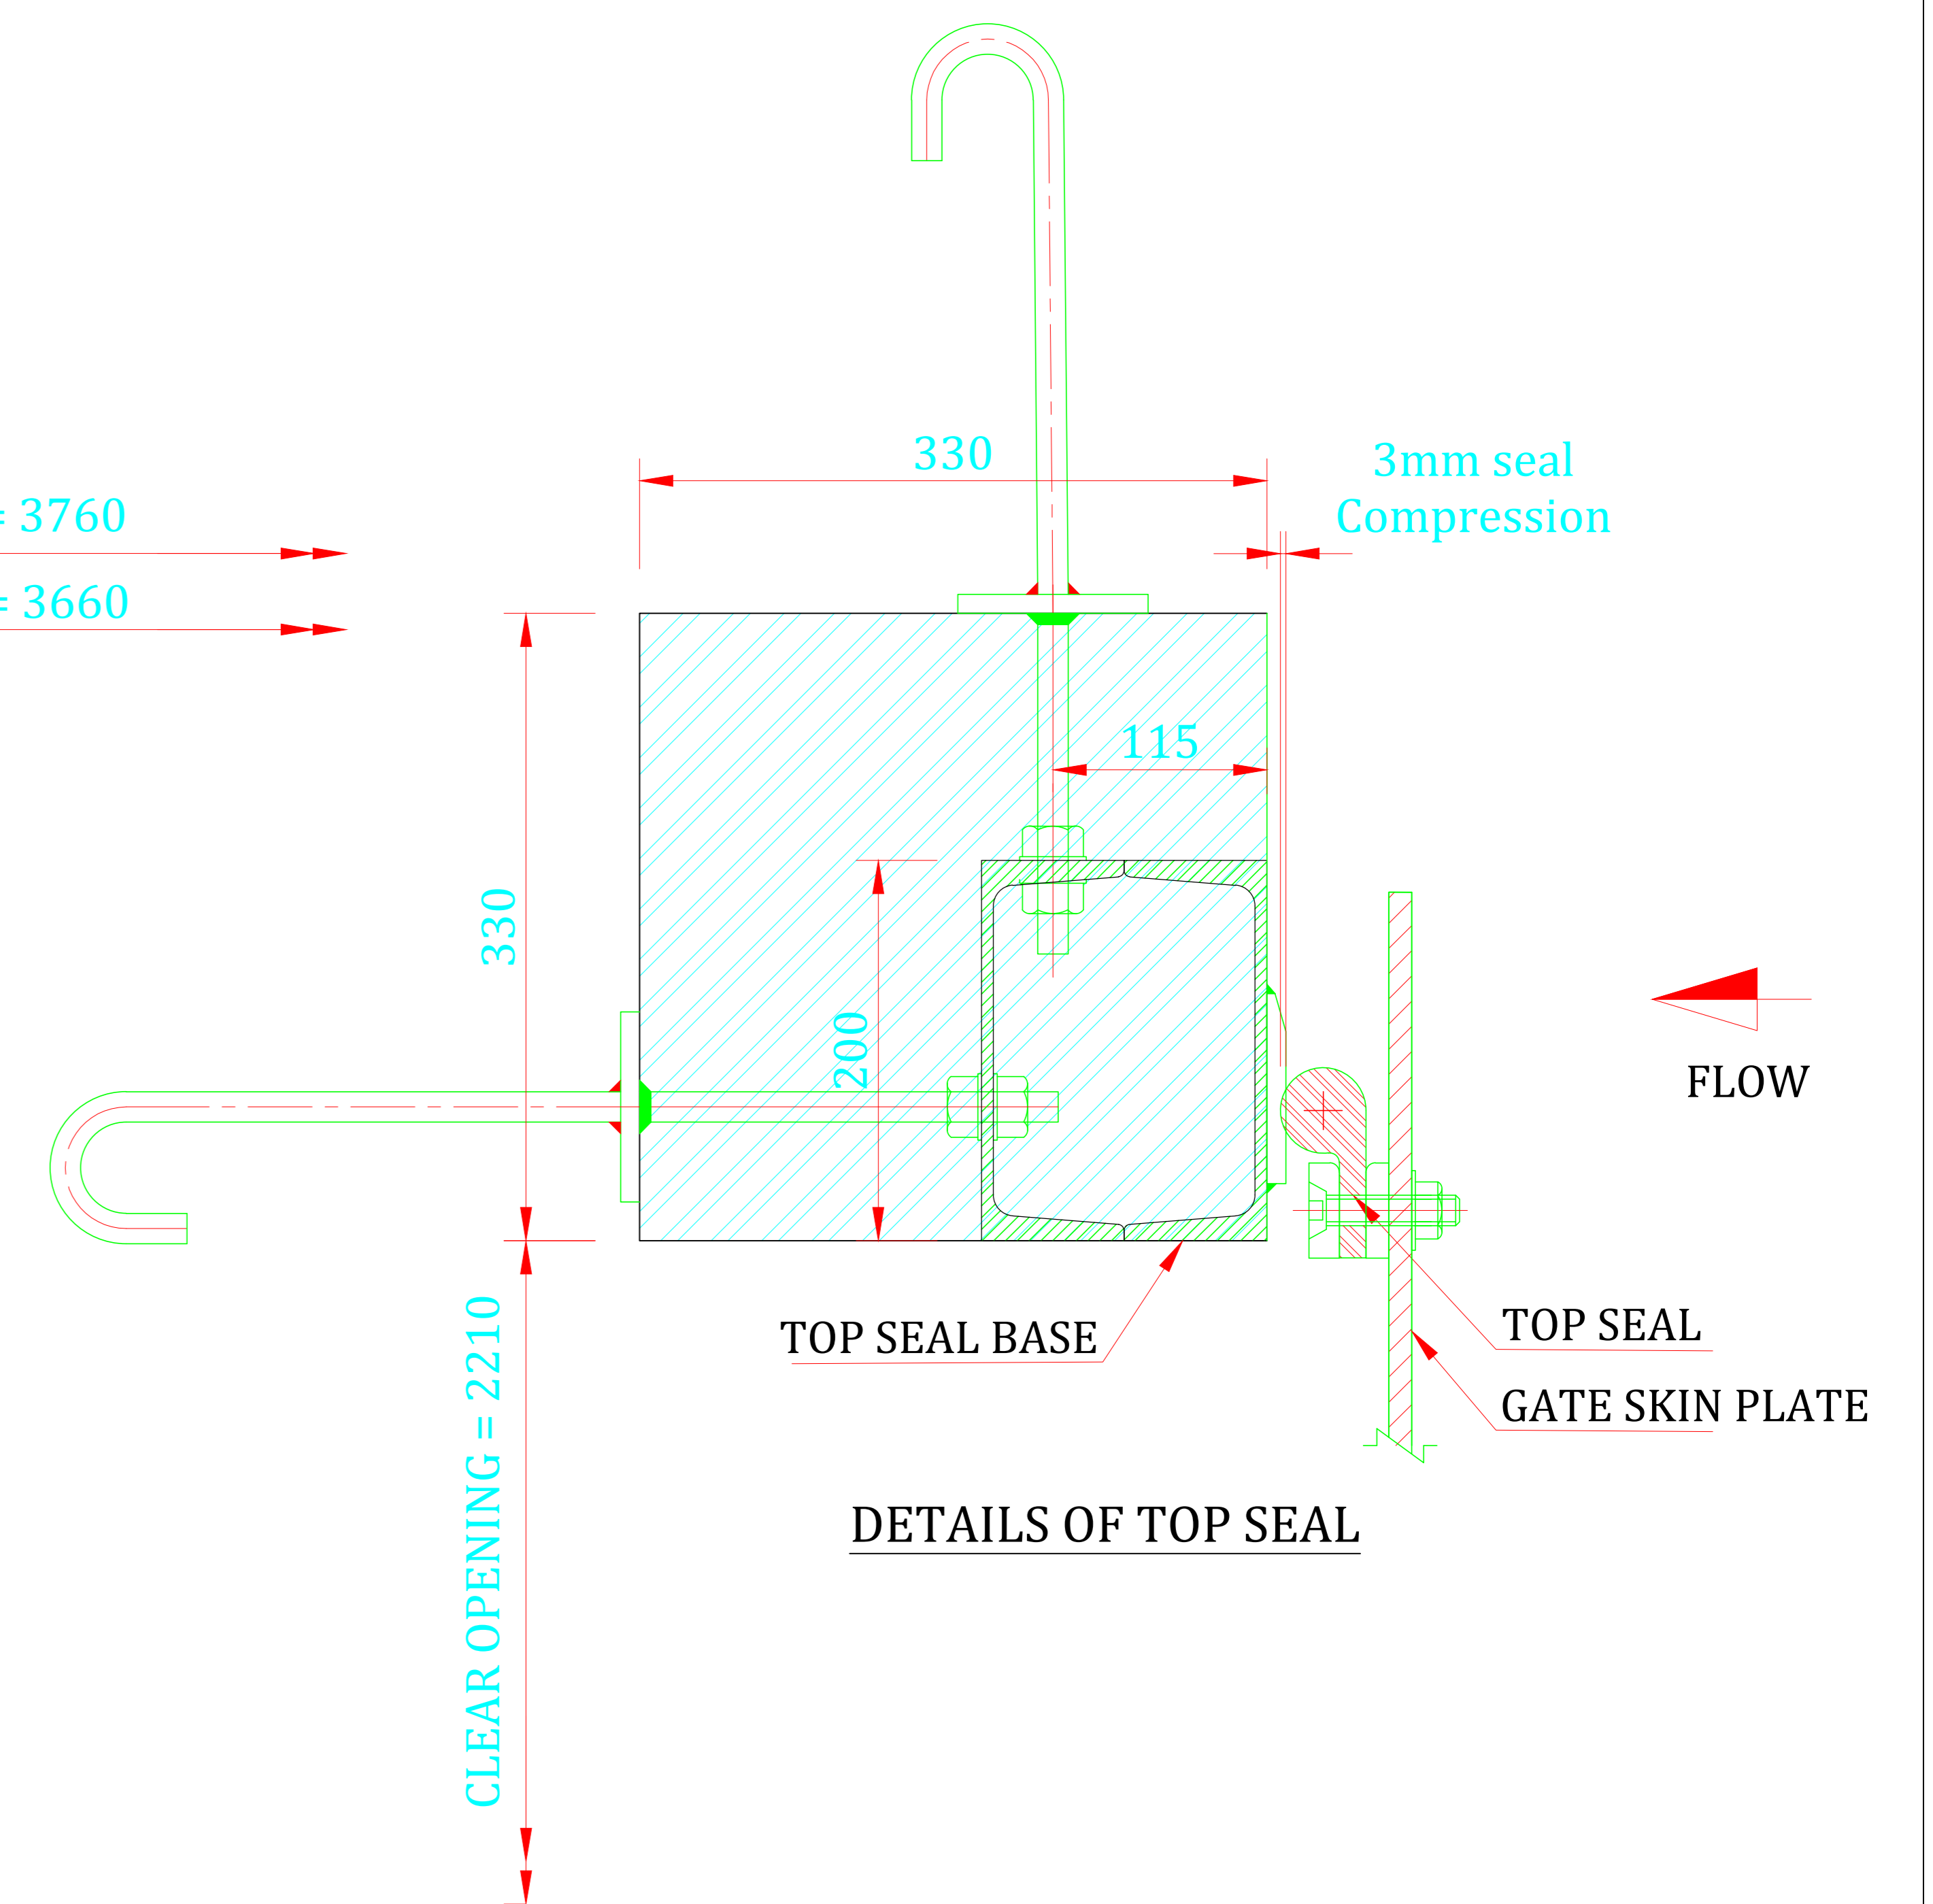 330
3mm seal
Compression
= 3760
= 3660
115
330
200
FLOW
CLEAR OPENING = 2210
TOP SEAL BASE
TOP SEAL
GATE SKIN PLATE
DETAILS OF TOP SEAL